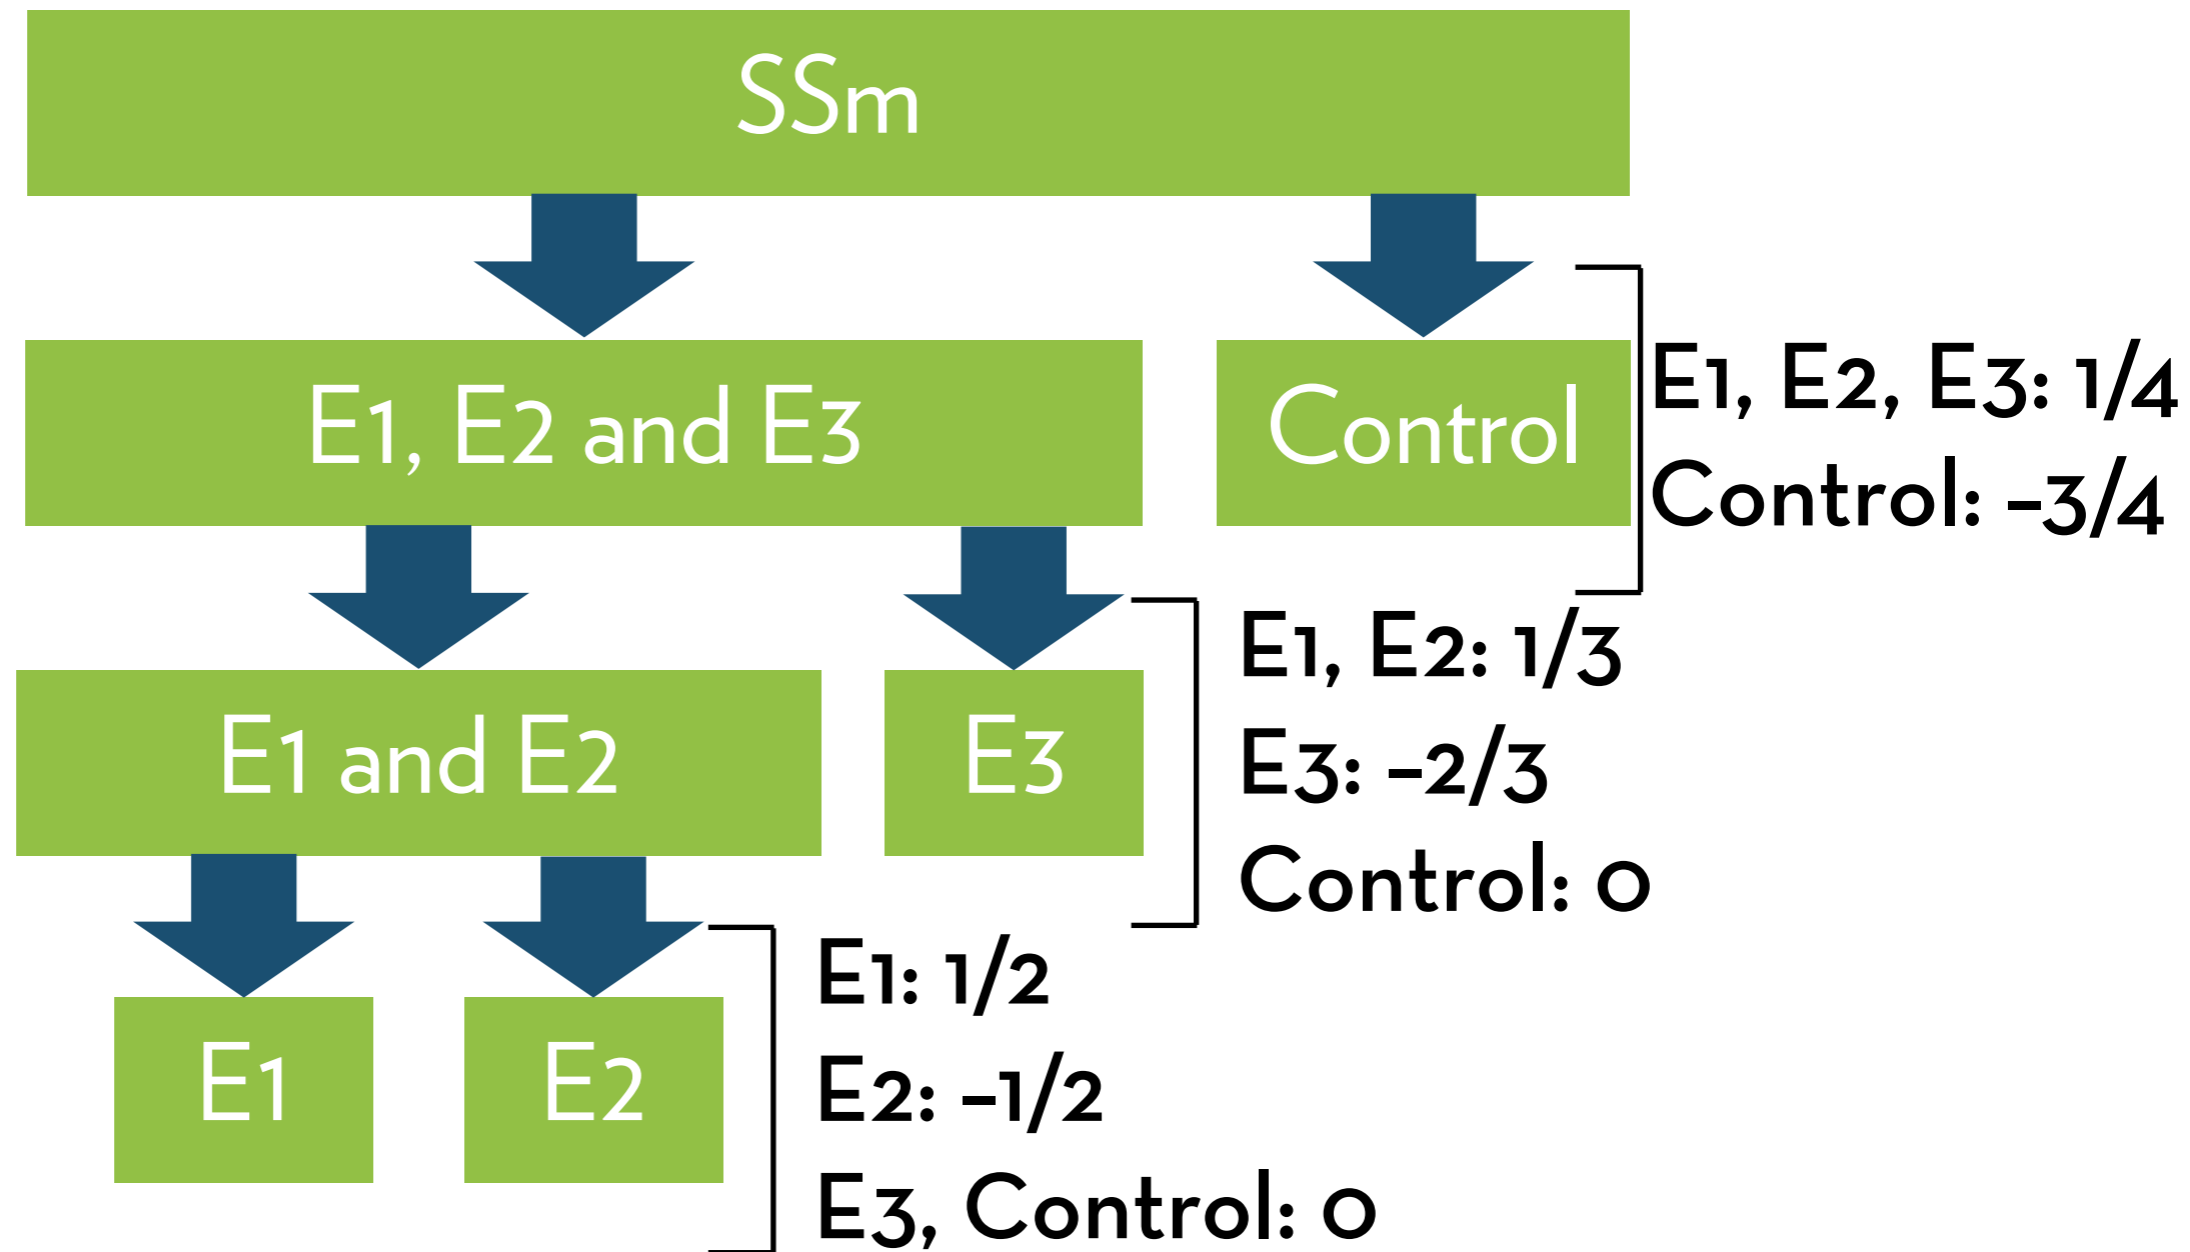 SSm
E1, E2 and E3
Control
E1, E2, E3: 1/4
Control: –3/4
E1 and E2
E3
E1, E2: 1/3
E3: –2/3
Control: 0
E1
E2
E1: 1/2
E2: –1/2
E3, Control: 0